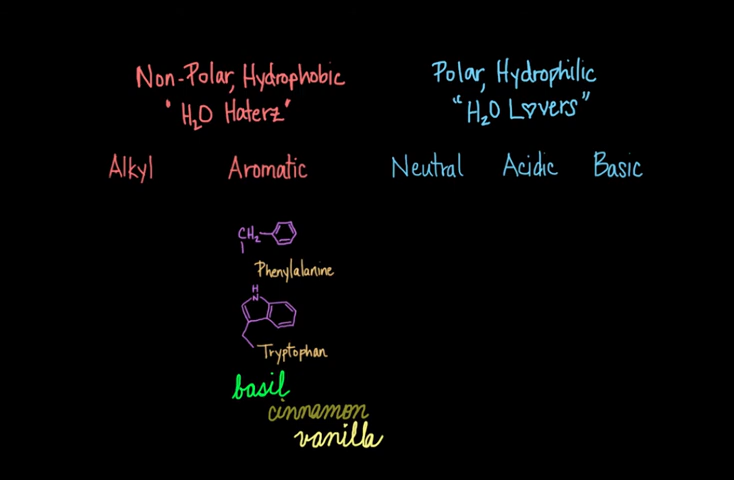 Non-Polar, Hydrophobic
"H₂O Haterz"
Polar, Hydrophilic
"H₂O L♡vers"
Alkyl Aromatic Neutral Acidic Basic
CH₂
Phenylalanine
H
N
Tryptophan
basil
cinnamon
vanilla